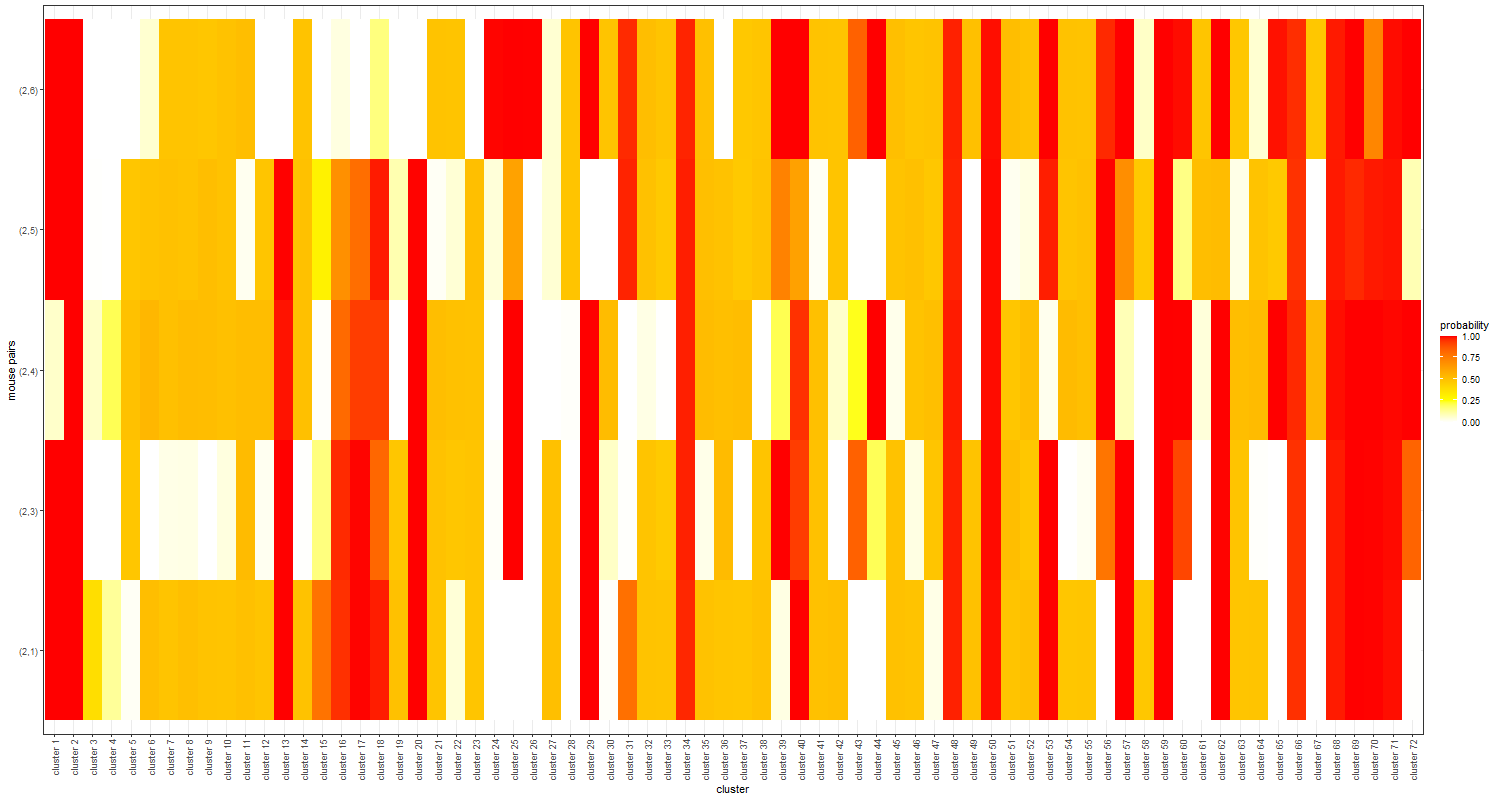 mouse pairs
(2,6)
(2,5)
(2,4)
(2,3)
(2,1)
cluster 1
cluster 2
cluster 3
cluster 4
cluster 5
cluster 6
cluster 7
cluster 8
cluster 9
cluster 10
cluster 11
cluster 12
cluster 13
cluster 14
cluster 15
cluster 16
cluster 17
cluster 18
cluster 19
cluster 20
cluster 21
cluster 22
cluster 23
cluster 24
cluster 25
cluster 26
cluster 27
cluster 28
cluster 29
cluster 30
cluster 31
cluster 32
cluster 33
cluster 34
cluster 35
cluster 36
cluster 37
cluster 38
cluster 39
cluster 40
cluster 41
cluster 42
cluster 43
cluster 44
cluster 45
cluster 46
cluster 47
cluster 48
cluster 49
cluster 50
cluster 51
cluster 52
cluster 53
cluster 54
cluster 55
cluster 56
cluster 57
cluster 58
cluster 59
cluster 60
cluster 61
cluster 62
cluster 63
cluster 64
cluster 65
cluster 66
cluster 67
cluster 68
cluster 69
cluster 70
cluster 71
cluster 72
cluster
probability
1.00
0.75
0.50
0.25
0.00